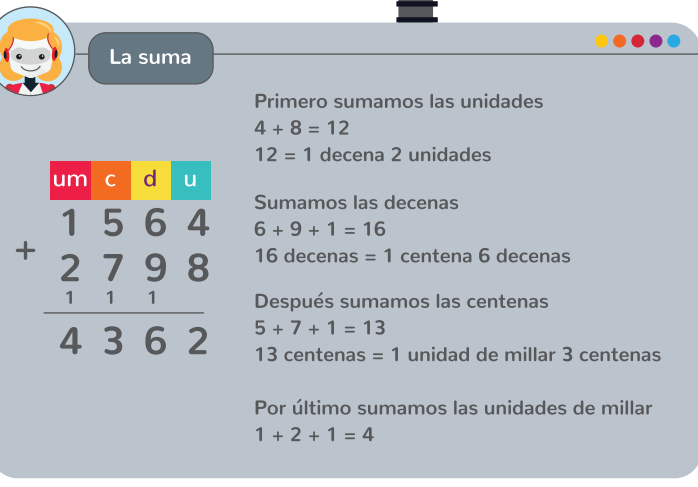 La suma
um c d u
1 5 6 4
+
2 7 9 8
1 1 1
4 3 6 2
Primero sumamos las unidades
4 + 8 = 12
12 = 1 decena 2 unidades
Sumamos las decenas
6 + 9 + 1 = 16
16 decenas = 1 centena 6 decenas
Después sumamos las centenas
5 + 7 + 1 = 13
13 centenas = 1 unidad de millar 3 centenas
Por último sumamos las unidades de millar
1 + 2 + 1 = 4